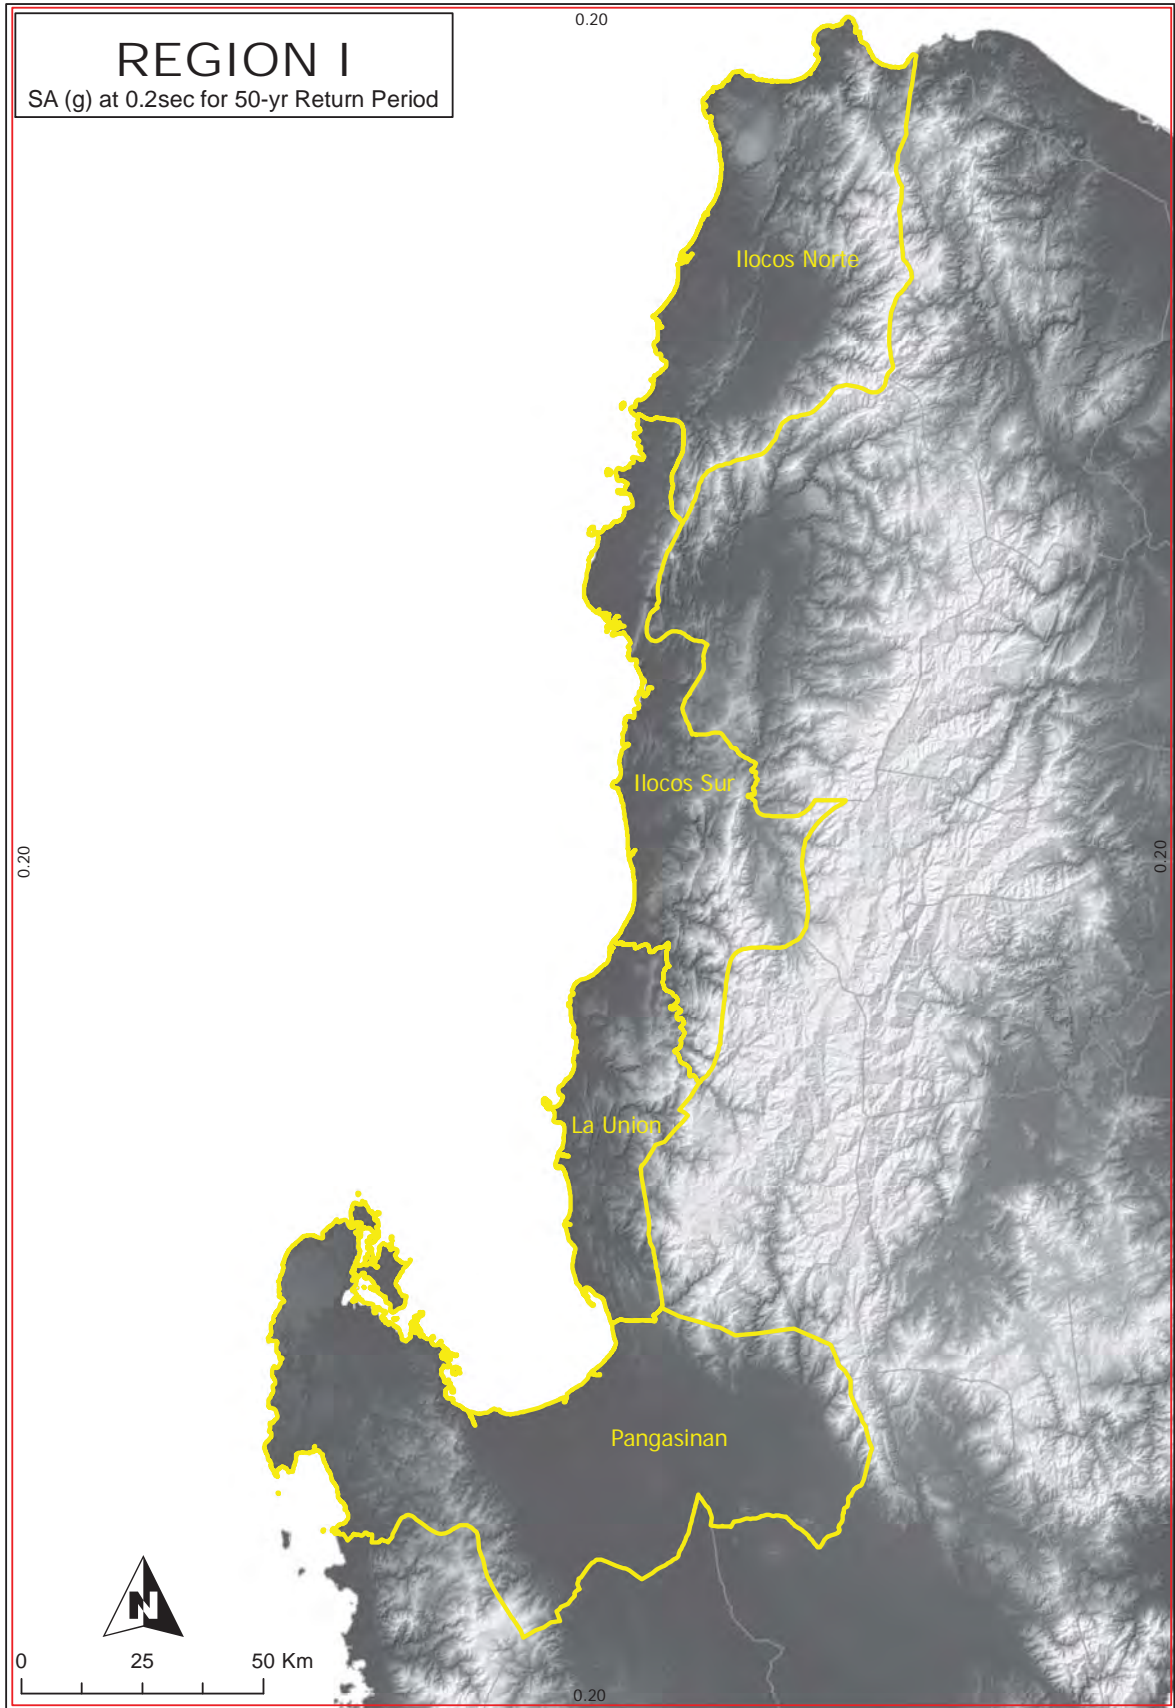 0.20
REGION I
SA (g) at 0.2sec for 50-yr Return Period
Ilocos Norte
Ilocos Sur
0.20
0.20
La Union
Pangasinan
N
0 25 50 Km
0.20